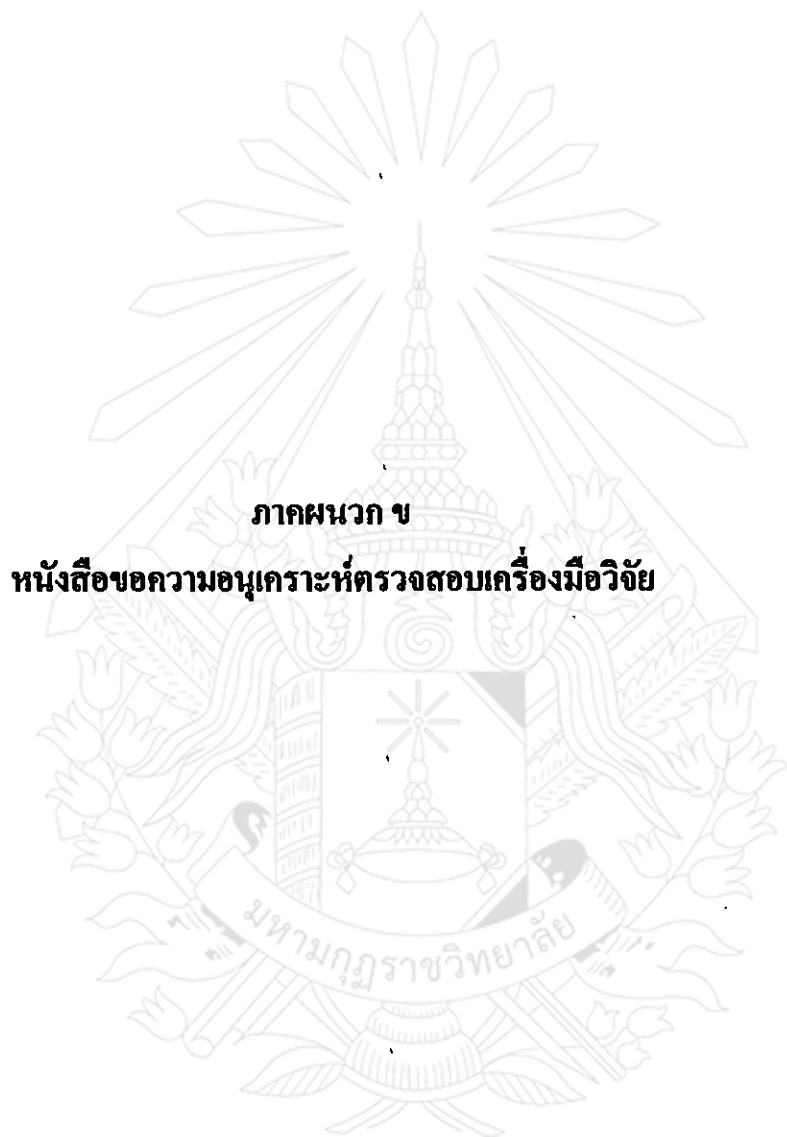 ภาคผนวก ข
หนังสือขอความอนุเคราะห์ตรวจสอบเครื่องมือวิจัย
มหามกุฏราชวิทยาลัย